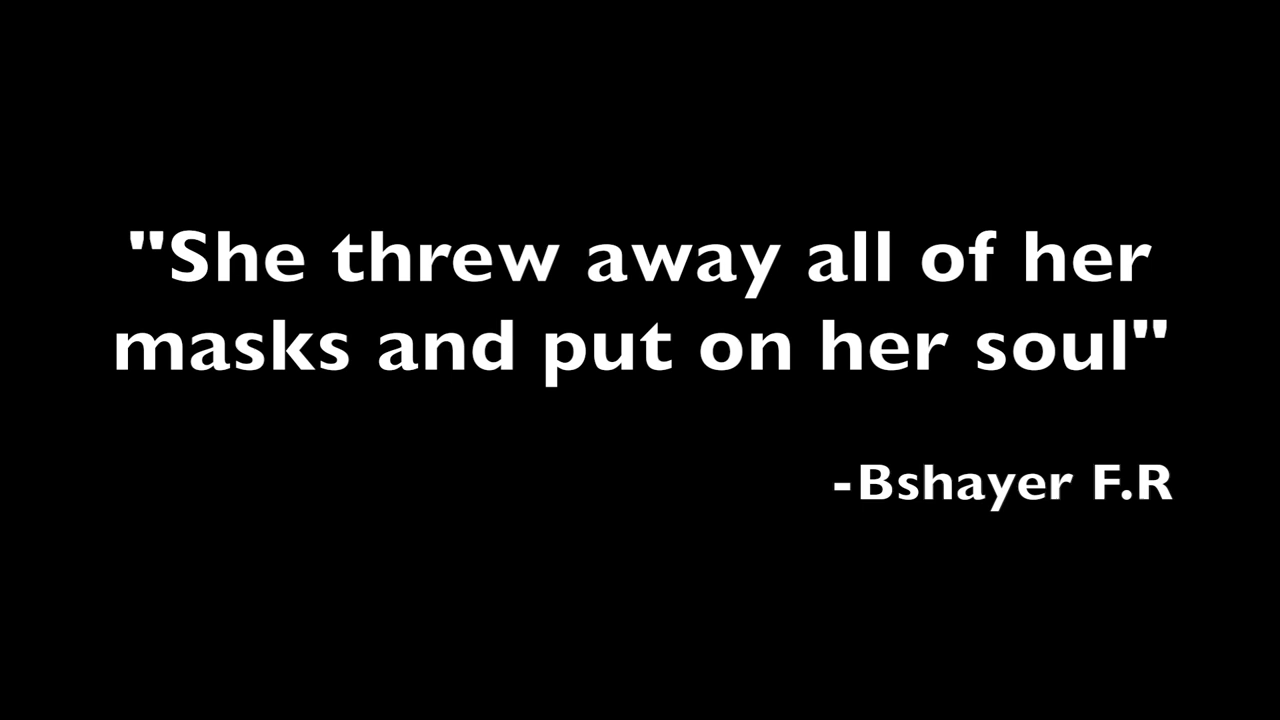 "She threw away all of her
masks and put on her soul"
-Bshayer F.R